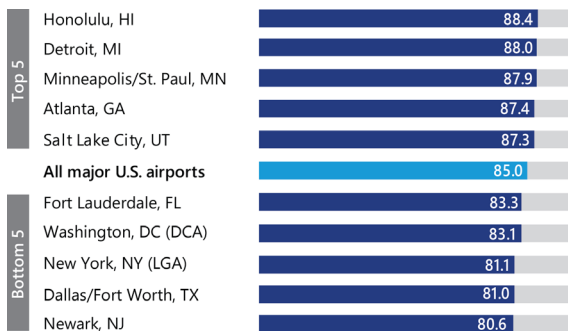 Top 5
Honolulu, HI 88.4
Detroit, MI 88.0
Minneapolis/St. Paul, MN 87.9
Atlanta, GA 87.4
Salt Lake City, UT 87.3
All major U.S. airports 85.0
Bottom 5
Fort Lauderdale, FL 83.3
Washington, DC (DCA) 83.1
New York, NY (LGA) 81.1
Dallas/Fort Worth, TX 81.0
Newark, NJ 80.6